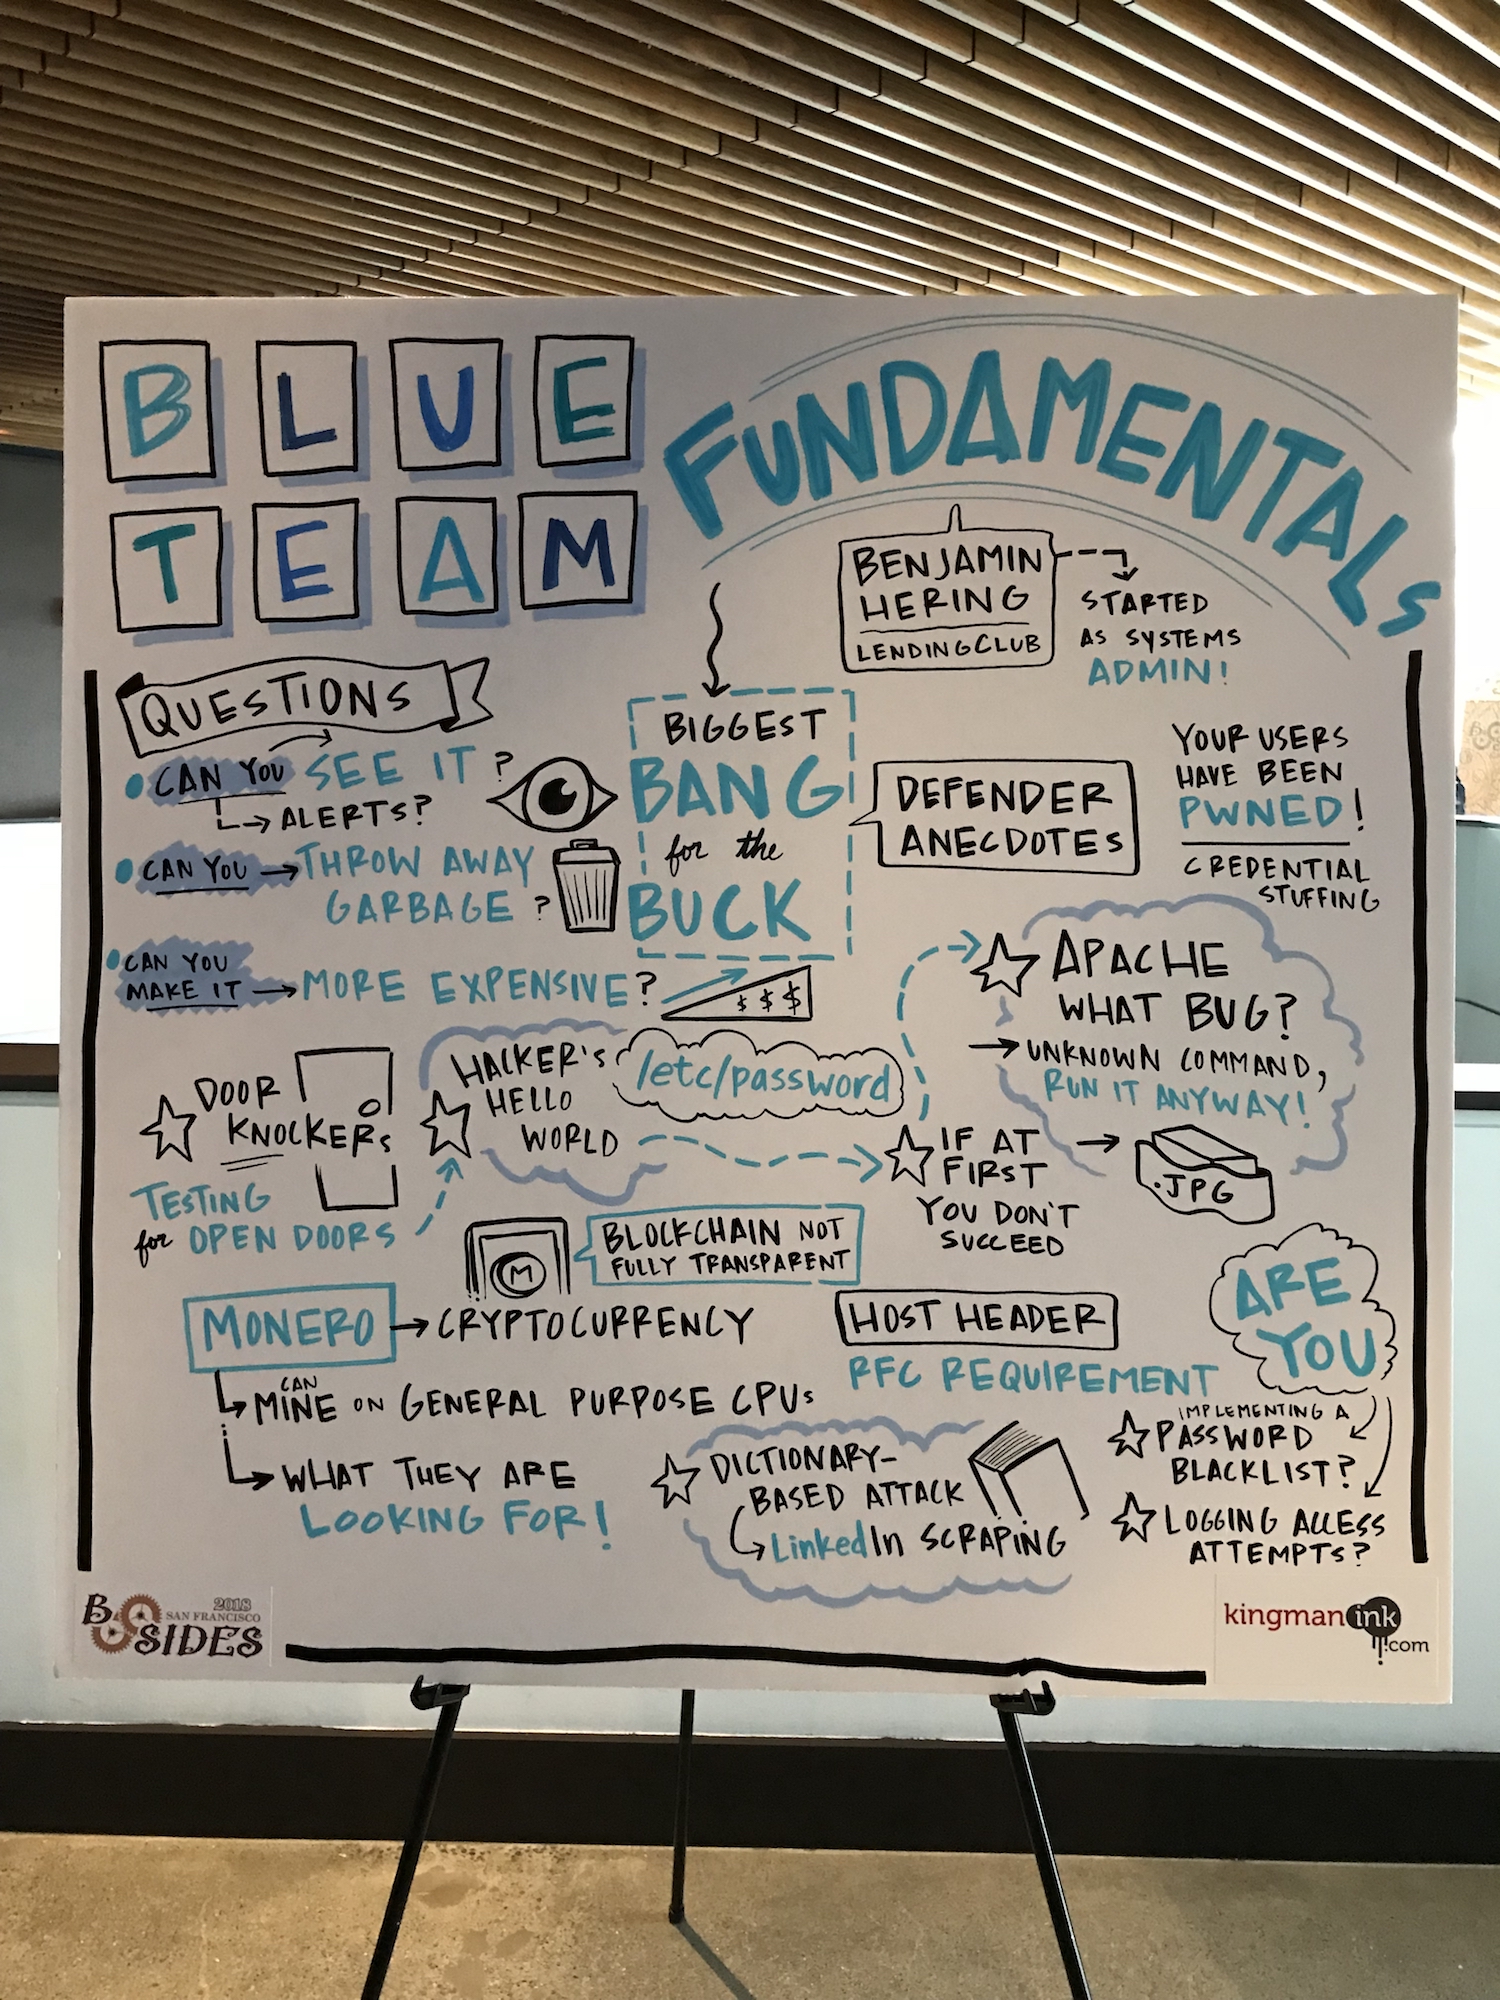 BLUE
TEAM
FUNDAMENTALS
BENJAMIN
HERING
LENDINGCLUB
STARTED
AS SYSTEMS
ADMIN!
QUESTIONS
CAN YOU SEE IT?
ALERTS?
CAN YOU THROW AWAY
GARBAGE?
CAN YOU
MAKE IT MORE EXPENSIVE?
$ $ $
BIGGEST
BANG
for the
BUCK
DEFENDER
ANECDOTES
YOUR USERS
HAVE BEEN
PWNED!
CREDENTIAL
STUFFING
DOOR
KNOCKERS
TESTING
for OPEN DOORS
HACKER'S
HELLO
WORLD
/etc/password
IF AT
FIRST
YOU DON'T
SUCCEED
APACHE
WHAT BUG?
UNKNOWN COMMAND,
RUN IT ANYWAY!
.JPG
M
BLOCKCHAIN NOT
FULLY TRANSPARENT
MONERO CRYPTOCURRENCY
CAN
MINE ON GENERAL PURPOSE CPUs
WHAT THEY ARE
LOOKING FOR!
HOST HEADER
RFC REQUIREMENT
DICTIONARY-
BASED ATTACK
LinkedIn SCRAPING
ARE
YOU
IMPLEMENTING A
PASSWORD
BLACKLIST?
LOGGING ACCESS
ATTEMPTS?
2018
B SAN FRANCISCO
SIDES
kingman ink
.com